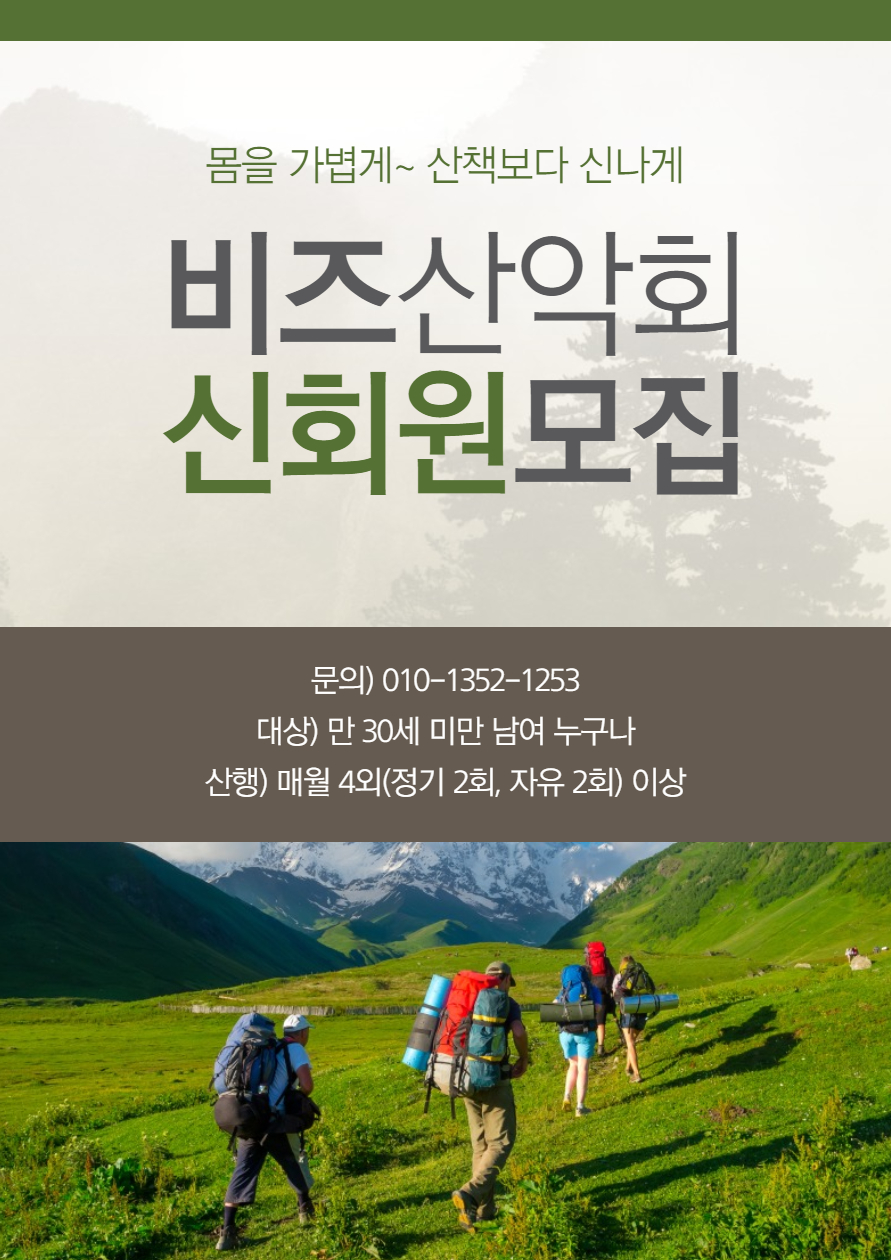 몸을 가볍게~ 산책보다 신나게
비즈산악회
신회원모집
문의) 010-1352-1253
대상) 만 30세 미만 남여 누구나
산행) 매월 4외(정기 2회, 자유 2회) 이상